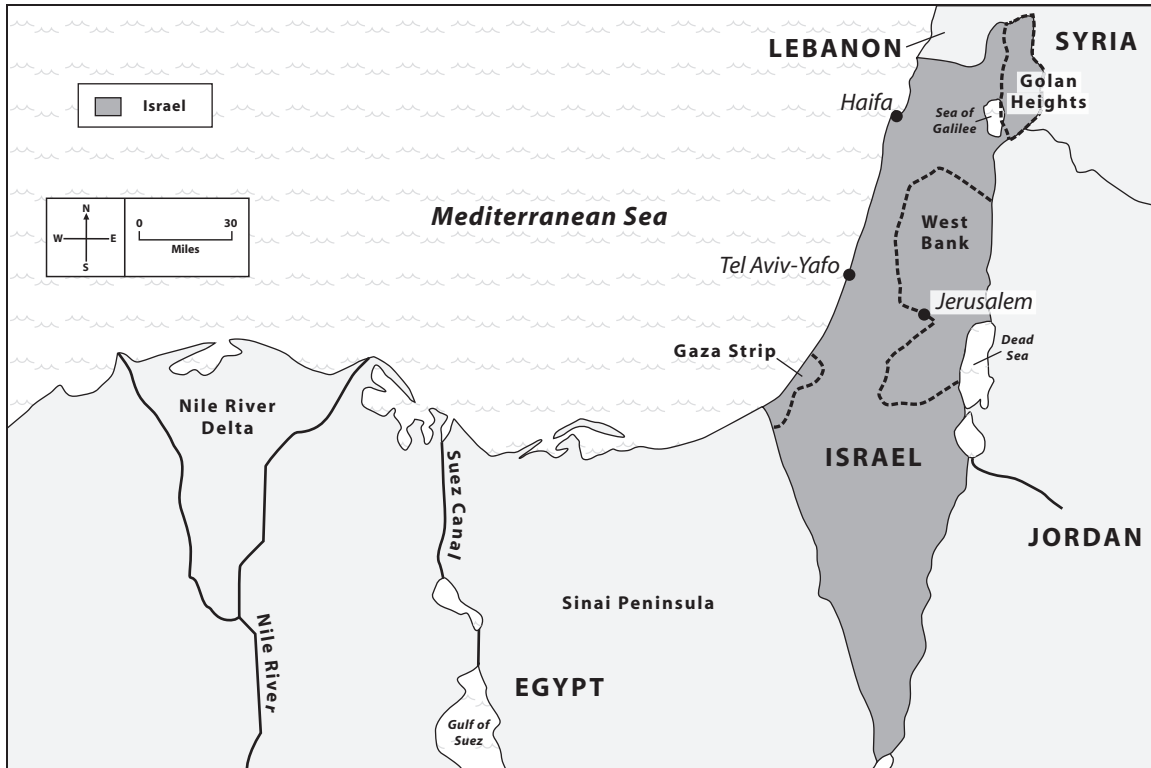 LEBANON
SYRIA
Israel
Golan
Heights
Haifa
Sea of
Galilee
N
W
E
S
0
30
Miles
Mediterranean Sea
West
Bank
Tel Aviv-Yafo
Jerusalem
Gaza Strip
Dead
Sea
Nile River
Delta
ISRAEL
Suez Canal
JORDAN
Sinai Peninsula
Nile River
EGYPT
Gulf of
Suez